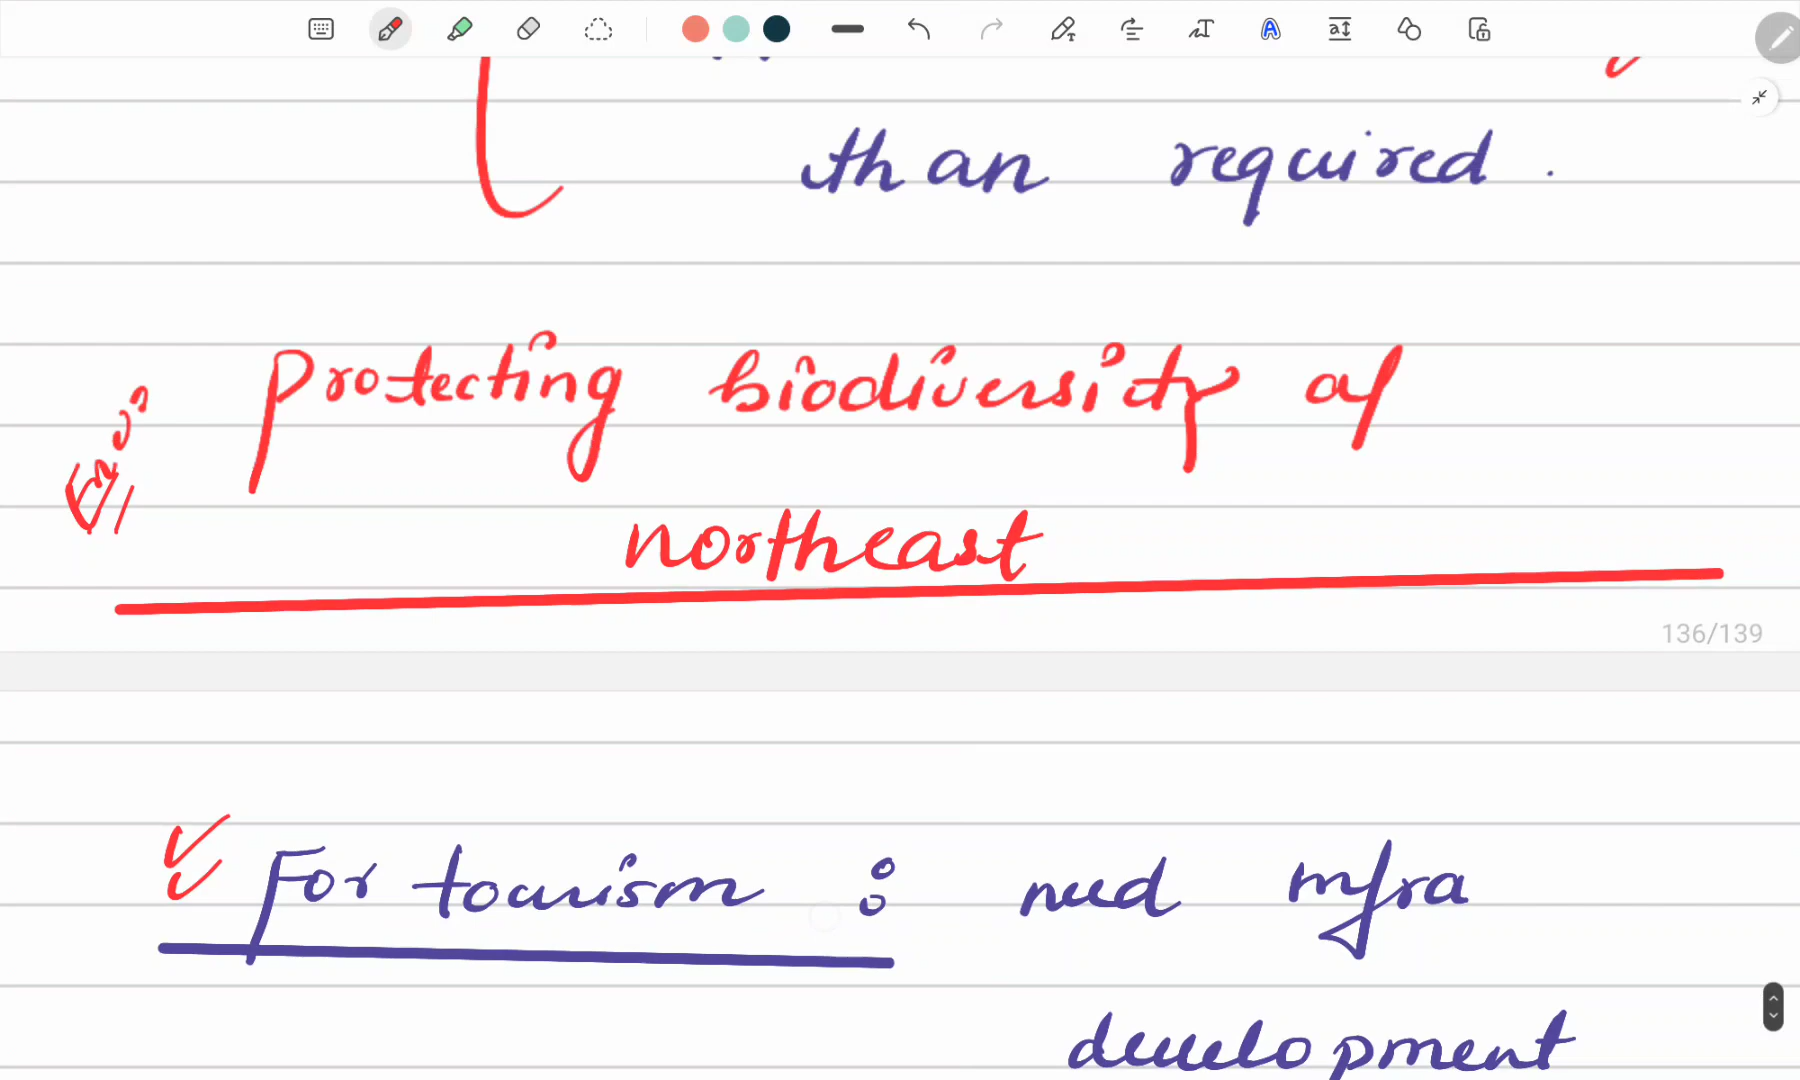 than required.
Protecting biodiversity of
northeast
136/139
For tourism : need infra
development